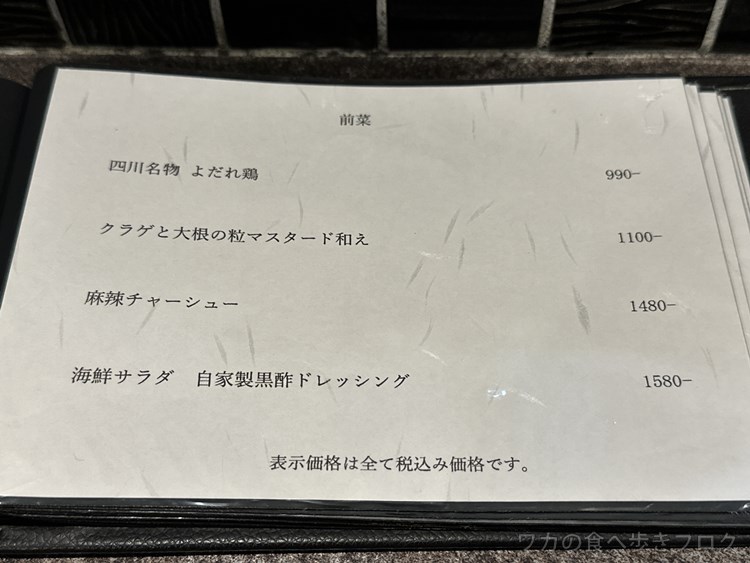 前菜
四川名物 よだれ鶏 990-
クラゲと大根の粒マスタード和え 1100-
麻辣チャーシュー 1480-
海鮮サラダ 自家製黒酢ドレッシング 1580-
表示価格は全て税込み価格です。
ワカの食べ歩きブログ